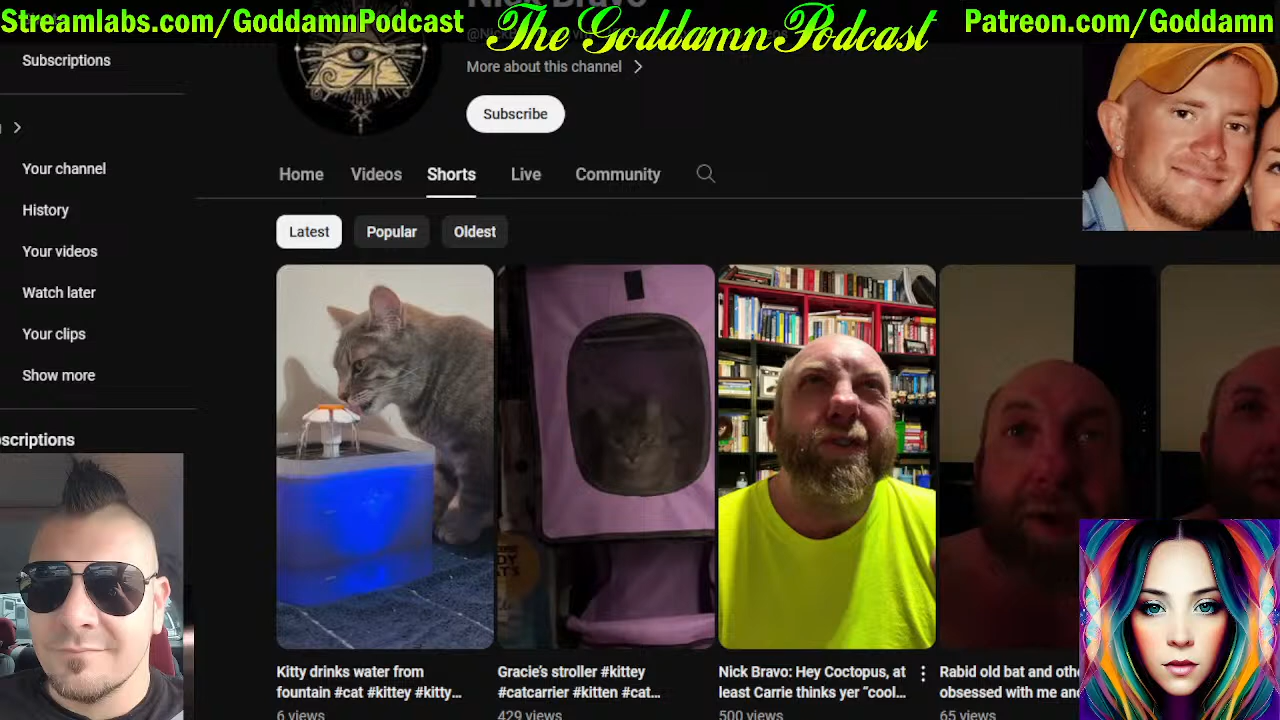 Streamlabs.com/GoddamnPodcast
The Goddamn Podcast
Patreon.com/Goddamn
Nick Bravo
More about this channel
Subscribe
Subscriptions
Your channel
History
Your videos
Watch later
Your clips
Show more
Home
Videos
Shorts
Live
Community
Latest
Popular
Oldest
Kitty drinks water from
fountain #cat #kittey #kitty...
6 views
Gracie's stroller #kittey
#catcarrier #kitten #cat...
429 views
Nick Bravo: Hey Coctopus, at
least Carrie thinks yer "cool...
500 views
Rabid old bat and othe
obsessed with me and
65 views